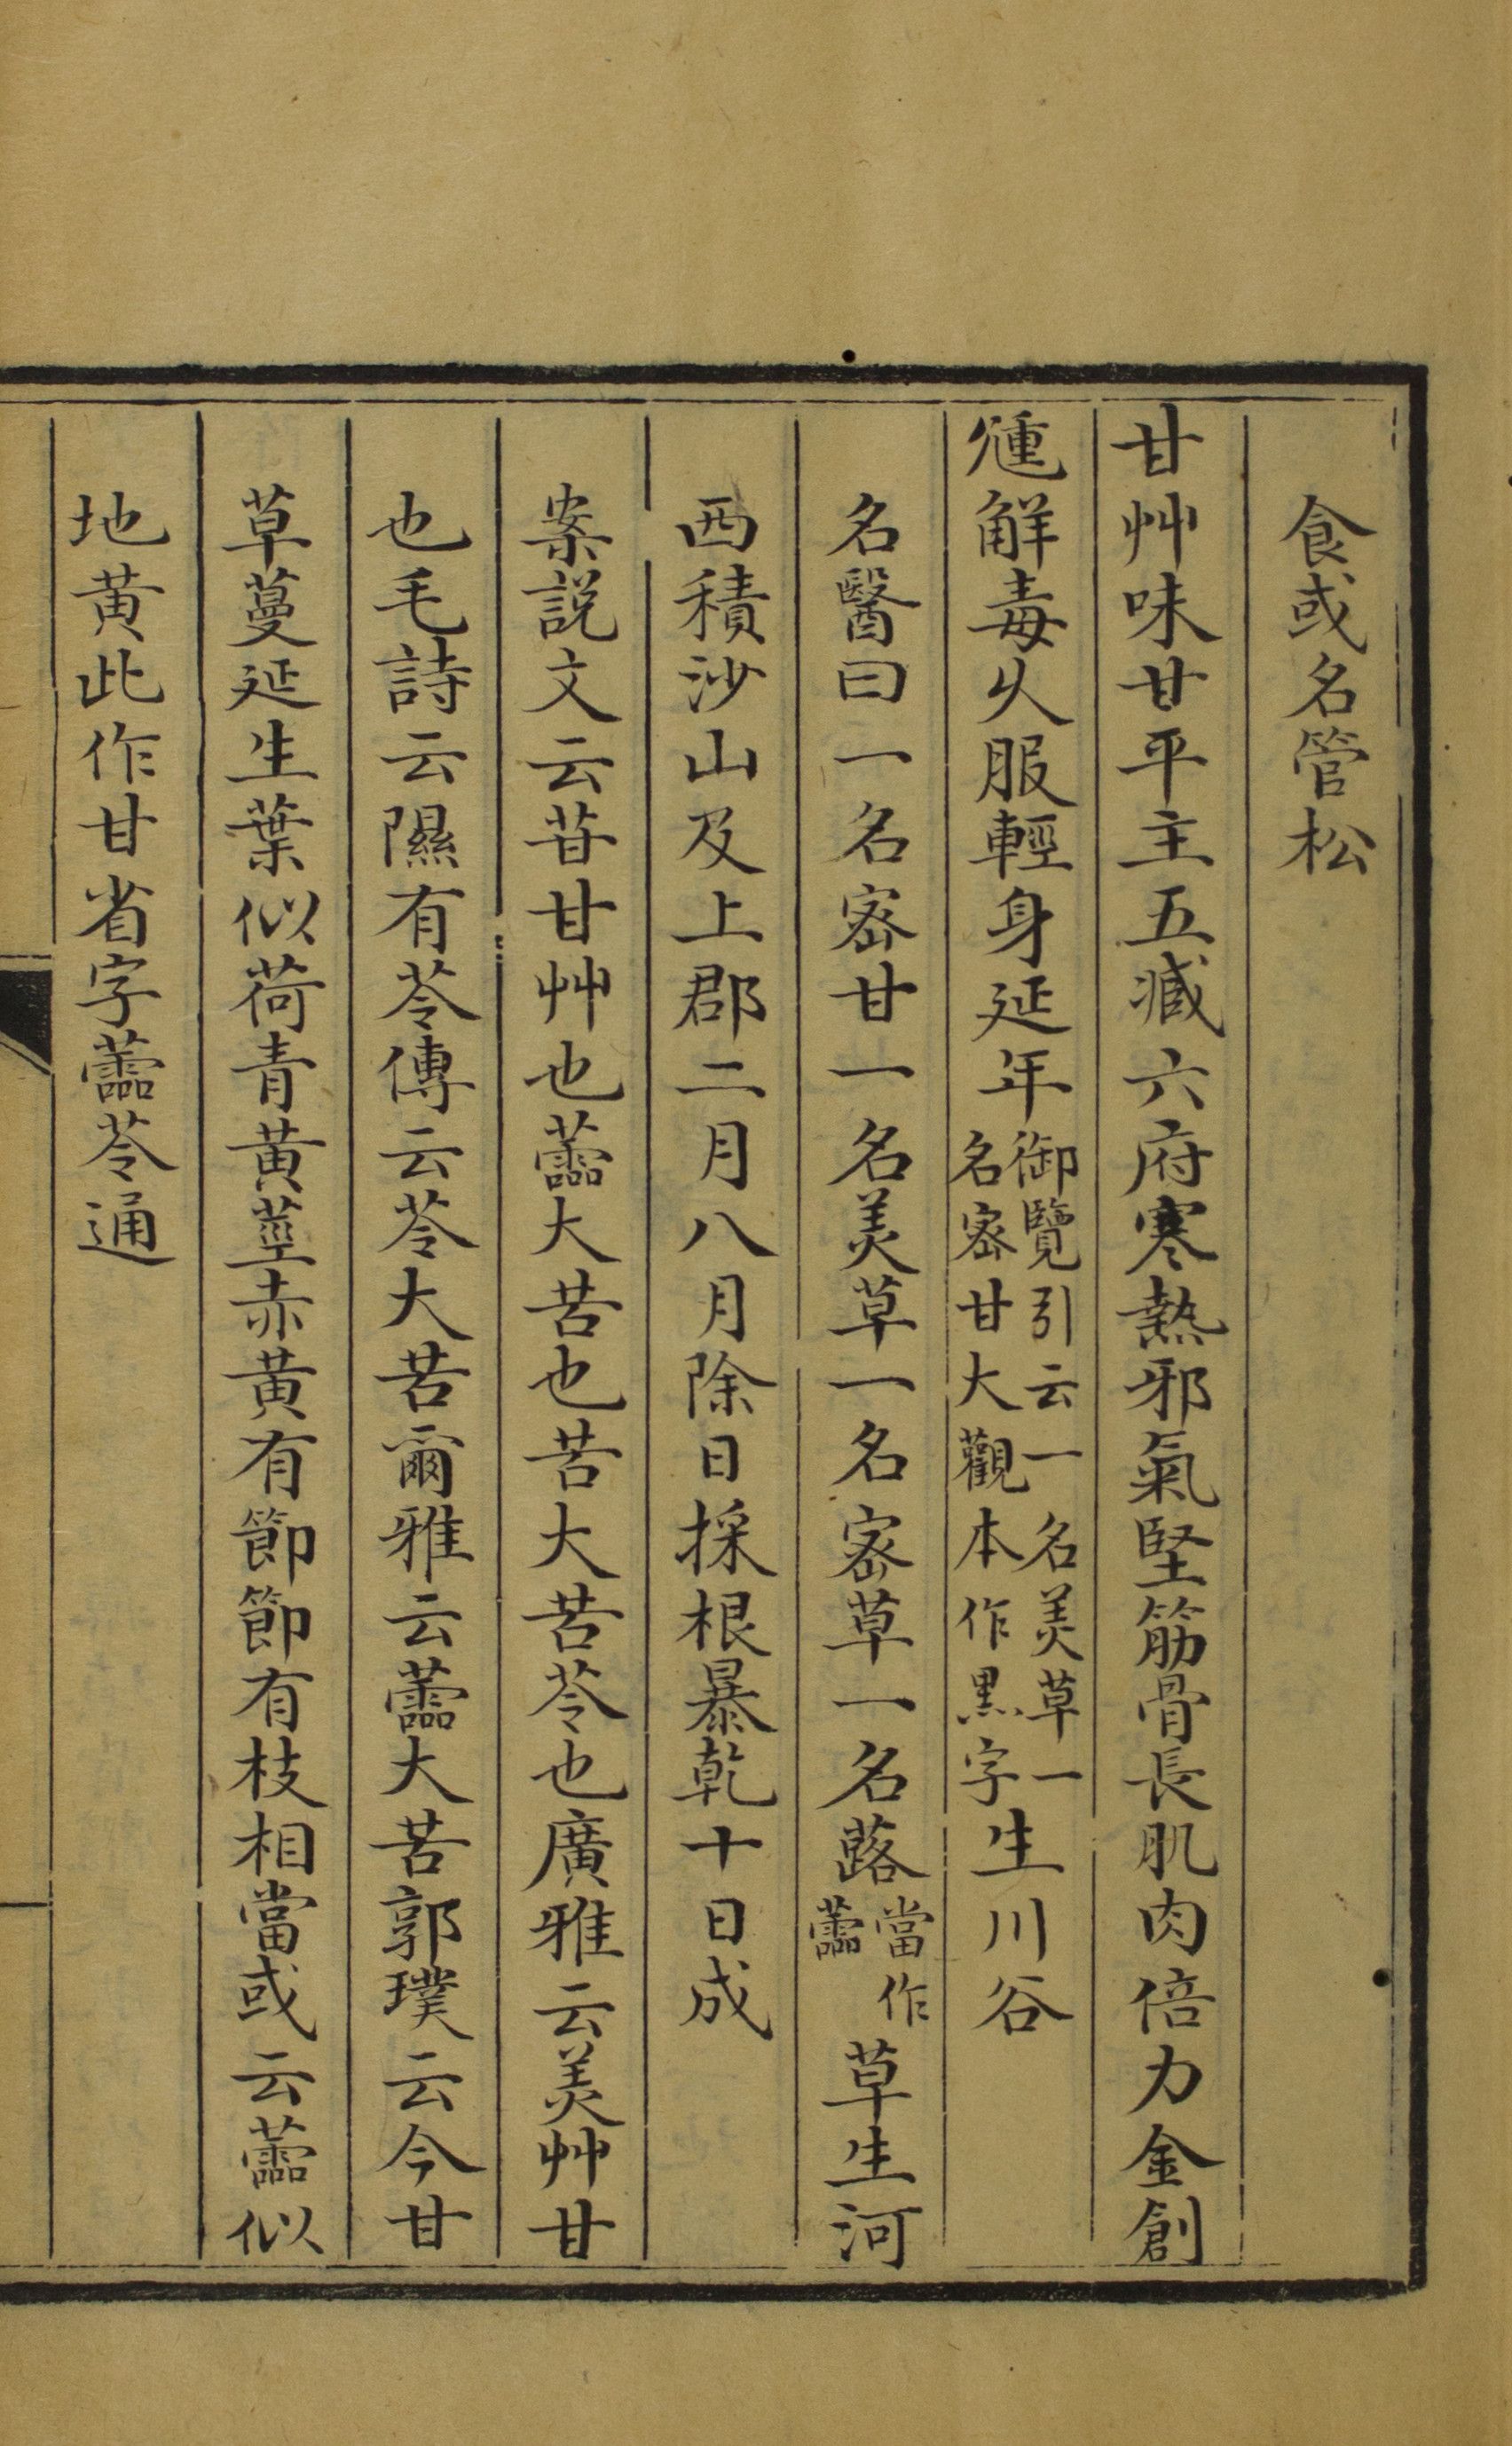 食或名管松
甘艸味甘平主五臧六府寒熱邪氣堅筋骨長肌肉倍力金創
尰解毒久服輕身延年御覽引云一名美草一名密甘大觀本作黑字生川谷
名醫曰一名密甘一名美草一名密草一名蕗當作蘦草生河
西積沙山及上郡二月八月除日採根暴乾十日成
案說文云苷甘艸也蘦大苦也苦大苦苓也廣雅云美艸甘
也毛詩云隰有苓傳云苓大苦爾雅云蘦大苦郭璞云今甘
草蔓延生葉似荷青黃莖赤黃有節節有枝相當或云蘦似
地黃此作甘省字蘦苓通